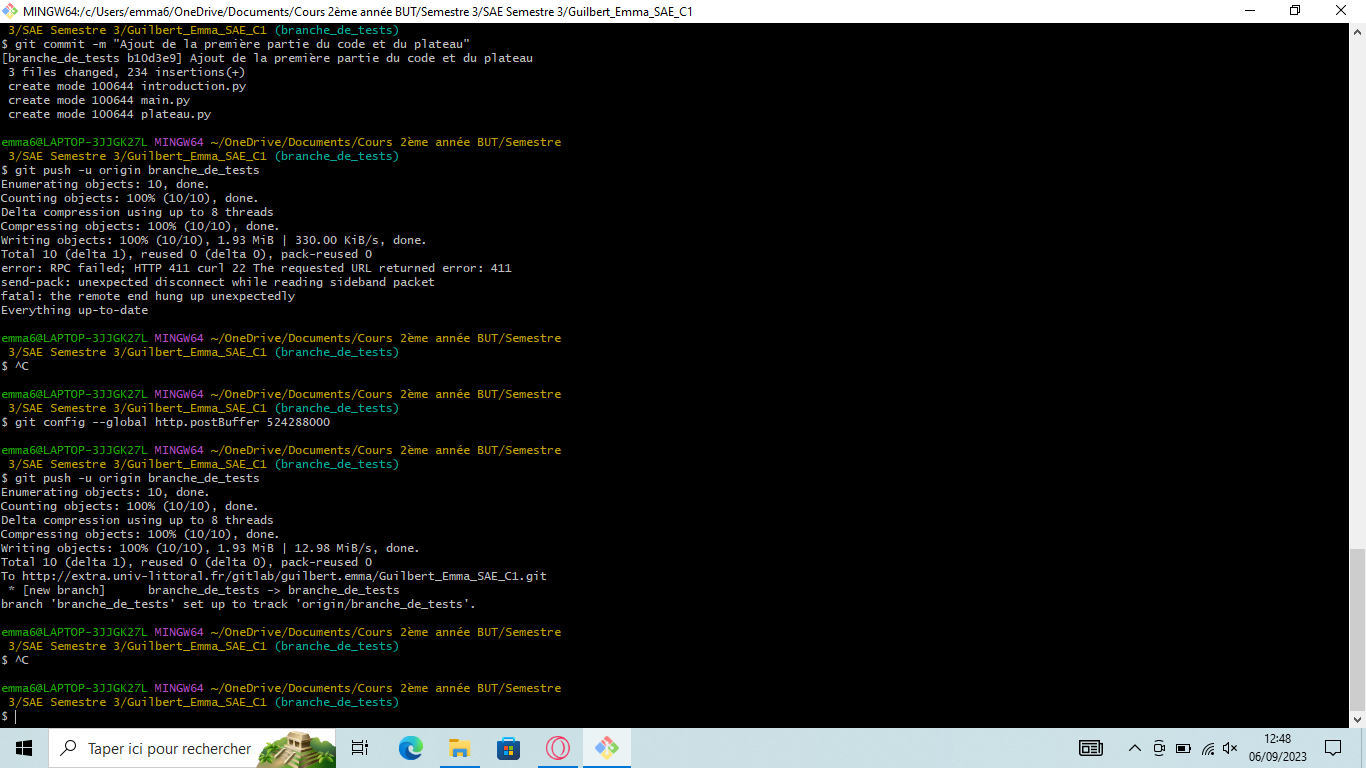 MINGW64:/c/Users/emma6/OneDrive/Documents/Cours 2ème année BUT/Semestre 3/SAE Semestre 3/Guilbert_Emma_SAE_C1
3/SAE Semestre 3/Guilbert_Emma_SAE_C1 (branche_de_tests)
$ git commit -m "Ajout de la première partie du code et du plateau"
[branche_de_tests b10d3e9] Ajout de la première partie du code et du plateau
3 files changed, 234 insertions(+)
create mode 100644 introduction.py
create mode 100644 main.py
create mode 100644 plateau.py
emma6@LAPTOP-3JJGK27L MINGW64 ~/OneDrive/Documents/Cours 2ème année BUT/Semestre
3/SAE Semestre 3/Guilbert_Emma_SAE_C1 (branche_de_tests)
$ git push -u origin branche_de_tests
Enumerating objects: 10, done.
Counting objects: 100% (10/10), done.
Delta compression using up to 8 threads
Compressing objects: 100% (10/10), done.
Writing objects: 100% (10/10), 1.93 MiB | 330.00 KiB/s, done.
Total 10 (delta 1), reused 0 (delta 0), pack-reused 0
error: RPC failed; HTTP 411 curl 22 The requested URL returned error: 411
send-pack: unexpected disconnect while reading sideband packet
fatal: the remote end hung up unexpectedly
Everything up-to-date
emma6@LAPTOP-3JJGK27L MINGW64 ~/OneDrive/Documents/Cours 2ème année BUT/Semestre
3/SAE Semestre 3/Guilbert_Emma_SAE_C1 (branche_de_tests)
$ ^C
emma6@LAPTOP-3JJGK27L MINGW64 ~/OneDrive/Documents/Cours 2ème année BUT/Semestre
3/SAE Semestre 3/Guilbert_Emma_SAE_C1 (branche_de_tests)
$ git config --global http.postBuffer 524288000
emma6@LAPTOP-3JJGK27L MINGW64 ~/OneDrive/Documents/Cours 2ème année BUT/Semestre
3/SAE Semestre 3/Guilbert_Emma_SAE_C1 (branche_de_tests)
$ git push -u origin branche_de_tests
Enumerating objects: 10, done.
Counting objects: 100% (10/10), done.
Delta compression using up to 8 threads
Compressing objects: 100% (10/10), done.
Writing objects: 100% (10/10), 1.93 MiB | 12.98 MiB/s, done.
Total 10 (delta 1), reused 0 (delta 0), pack-reused 0
To http://extra.univ-littoral.fr/gitlab/guilbert.emma/Guilbert_Emma_SAE_C1.git
* [new branch]      branche_de_tests -> branche_de_tests
branch 'branche_de_tests' set up to track 'origin/branche_de_tests'.
emma6@LAPTOP-3JJGK27L MINGW64 ~/OneDrive/Documents/Cours 2ème année BUT/Semestre
3/SAE Semestre 3/Guilbert_Emma_SAE_C1 (branche_de_tests)
$ ^C
emma6@LAPTOP-3JJGK27L MINGW64 ~/OneDrive/Documents/Cours 2ème année BUT/Semestre
3/SAE Semestre 3/Guilbert_Emma_SAE_C1 (branche_de_tests)
$
Taper ici pour rechercher
12:48
06/09/2023